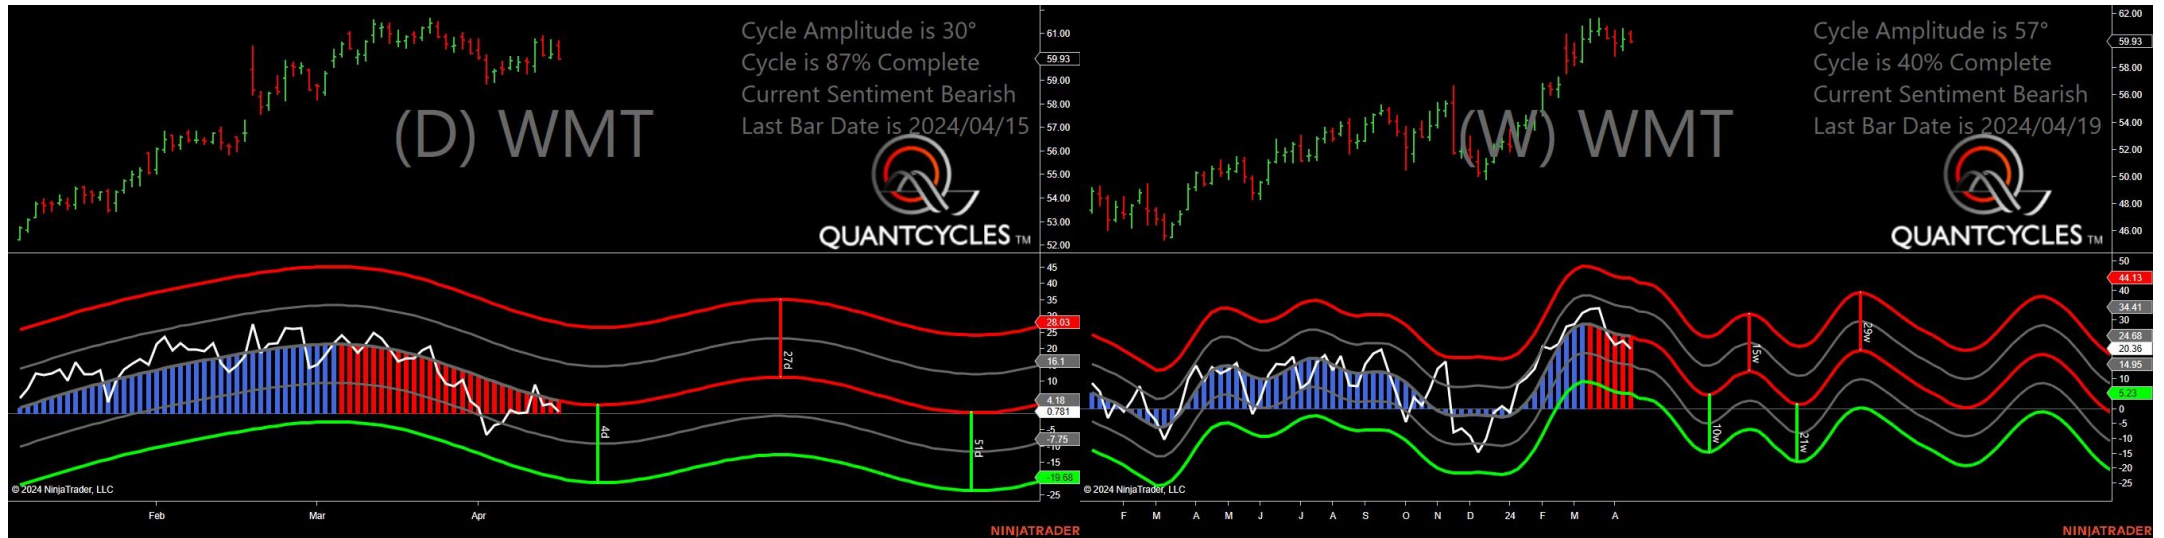 Cycle Amplitude is 30°
Cycle is 87% Complete
Current Sentiment Bearish
Last Bar Date is 2024/04/15
(D) WMT
QUANTCYCLES TM
61.00
59.93
59.00
58.00
57.00
56.00
55.00
54.00
53.00
52.00
45
40
35
28.03
25
20
16.1
10
4.18
0.781
-5
-7.75
-10
-15
-19.68
-25
27d
4d
51d
© 2024 NinjaTrader, LLC
Feb Mar Apr
NINJATRADER
Cycle Amplitude is 57°
Cycle is 40% Complete
Current Sentiment Bearish
Last Bar Date is 2024/04/19
(W) WMT
QUANTCYCLES TM
62.00
59.93
58.00
56.00
54.00
52.00
50.00
48.00
46.00
50
44.13
40
34.41
30
24.68
20.36
14.95
10
5.23
0
-5
-10
-15
-20
-25
15w
29w
10w
21w
© 2024 NinjaTrader, LLC
F M A M J J A S O N D 24 F M A
NINJATRADER